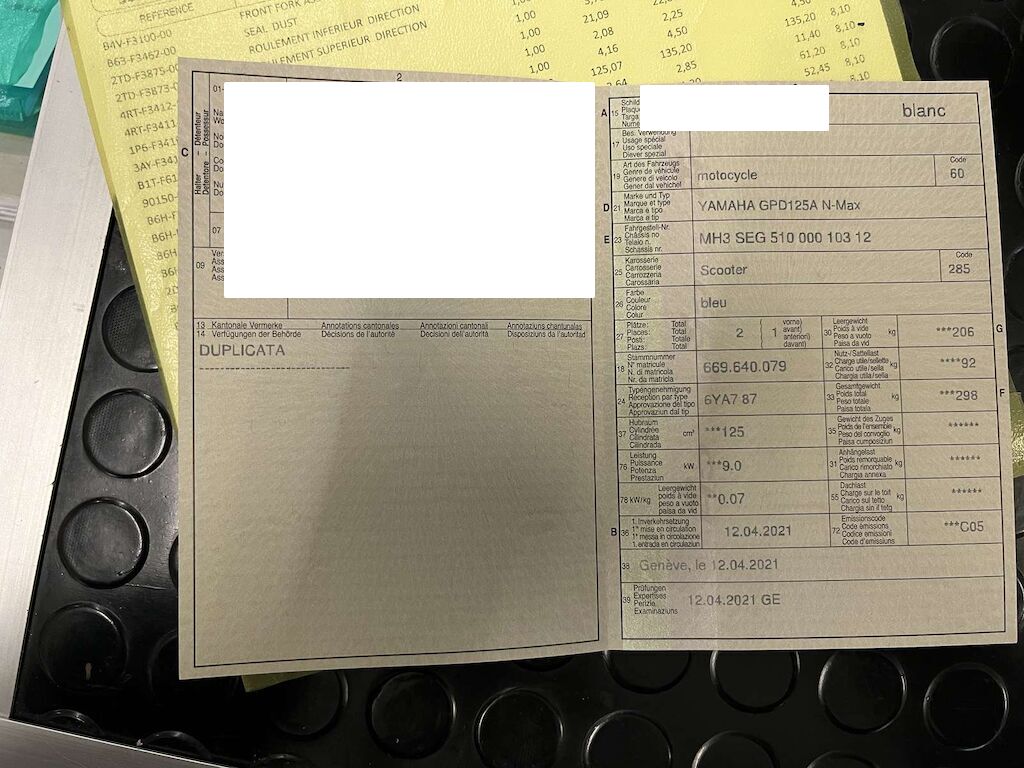 REFERENCE
FRONT FORK
SEAL DUST
ROULEMENT INFERIEUR DIRECTION
ROULEMENT SUPERIEUR DIRECTION
B4V-F3100-00
B63-F3462-00
2TD-F3875-00
2TD-F3873-0
4RT-F3412-
4RT-F3411
1P6-F341
3AY-F341
B1T-F61
90150-
B6H-F
B6H-F
B6H
B6H
1,00 21,09 2,25 4,50
1,00 2,08 4,50 135,20 8,10
1,00 4,16 135,20 11,40 8,10
1,00 125,07 2,85 61,20 8,10
52,45 8,10
2
C
Halter – Détenteur
Detentore – Possessur
01-
07
09
13 Kantonale Vermerke Annotations cantonales Annotazioni cantonali Annotaziuns chantunalas
14 Verfügungen der Behörde Décisions de l'autorité Decisioni dell'autorità Disposiziuns da l'autoritad
DUPLICATA
A 15 Schild
Plaque
Targa
Nume
blanc
17 Bes. Verwendung
Usage spécial
Uso speciale
Diever spezial
19 Art des Fahrzeugs
Genre de véhicule
Genere di veicolo
Gener dal vehichel
motocycle
Code
60
D 21 Marke und Typ
Marque et type
Marca e tipo
Marca e tip
YAMAHA GPD125A N-Max
E 23 Fahrgestell-Nr.
Châssis no
Telaio n.
Schassis nr.
MH3 SEG 510 000 103 12
25 Karosserie
Carrosserie
Carrozzeria
Carossaria
Scooter
Code
285
26 Farbe
Couleur
Colore
Colur
bleu
27 Plätze: Total
Places: Total
Posti: Totale
Plazs: Total
2 ( 1 vorne)
avant)
anteriori)
davant)
30 Leergewicht
Poids à vide
Peso a vuoto
Paisa da vid
kg
***206
G
18 Stammnummer
N° matricule
N. di matricola
Nr. da matricla
669.640.079
32 Nutz-/Sattellast
Charge utile/sellette
Carico utile/sella
Chargia utila/sella
kg
****92
24 Typengenehmigung
Réception par type
Approvazione del tipo
Approvaziun dal tip
6YA7 87
33 Gesamtgewicht
Poids total
Peso totale
Paisa totala
kg
***298
F
37 Hubraum
Cylindrée
Cilindrata
Cilindrada
cm³
***125
35 Gewicht des Zuges
Poids de l'ensemble
Peso del convoglio
Paisa cumposiziun
kg
******
76 Leistung
Puissance
Potenza
Prestaziun
kW
***9.0
31 Anhängelast
Poids remorquable
Carico rimorchiato
Chargia annexa
kg
******
78 kW/kg Leergewicht
poids à vide
peso a vuoto
paisa da vid
**0.07
55 Dachlast
Charge sur le toit
Carico sul tetto
Chargia sin il tetg
kg
******
B 36 1. Inverkehrsetzung
1re mise en circulation
1a messa in circolazione
1. entrada en circulaziun
12.04.2021
72 Emissionscode
Code émissions
Codice emissioni
Code d'emissiuns
***C05
38 Genève, le 12.04.2021
39 Prüfungen
Expertises
Perizie
Examinaziuns
12.04.2021 GE